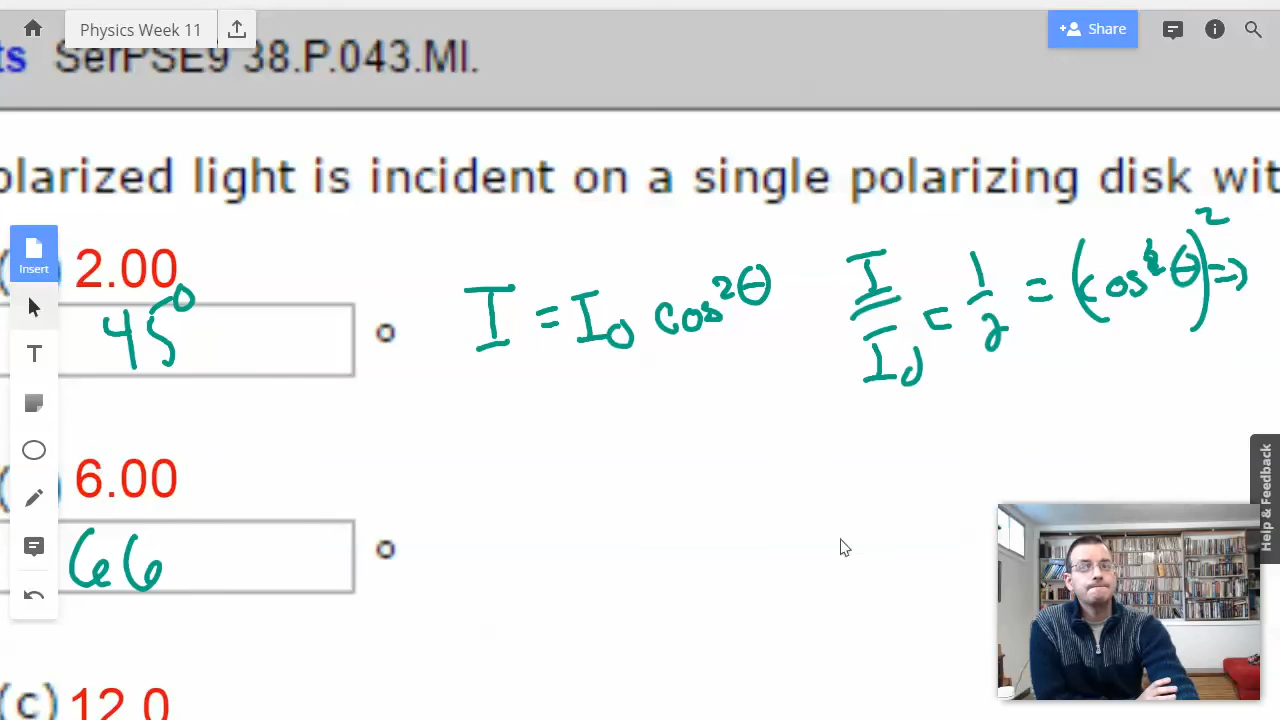 Physics Week 11
Share
ts SerPSE9 38.P.043.MI.
olarized light is incident on a single polarizing disk wit
Insert
2.00
45°
°
I = I₀ cos²θ
I/I₀ = 1/2 = (cos θ)² ⇒
T
6.00
66
°
Help & Feedback
(c) 12.0